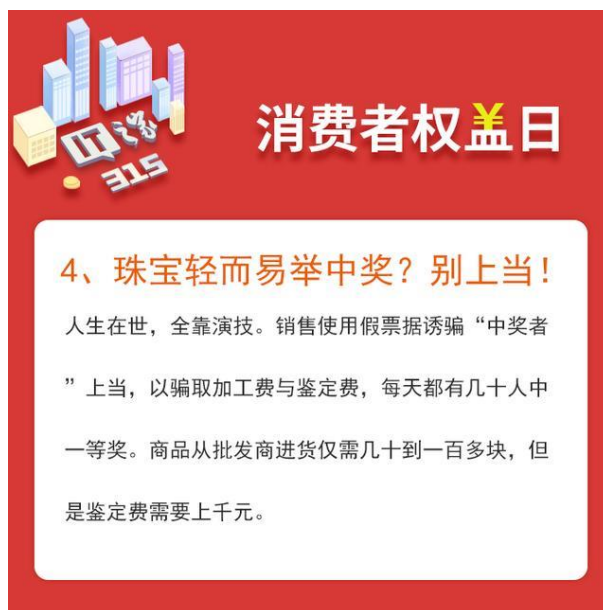 消费者权益日
315
4、珠宝轻而易举中奖？别上当！
人生在世，全靠演技。销售使用假票据诱骗“中奖者
”上当，以骗取加工费与鉴定费，每天都有几十人中
一等奖。商品从批发商进货仅需几十到一百多块，但
是鉴定费需要上千元。